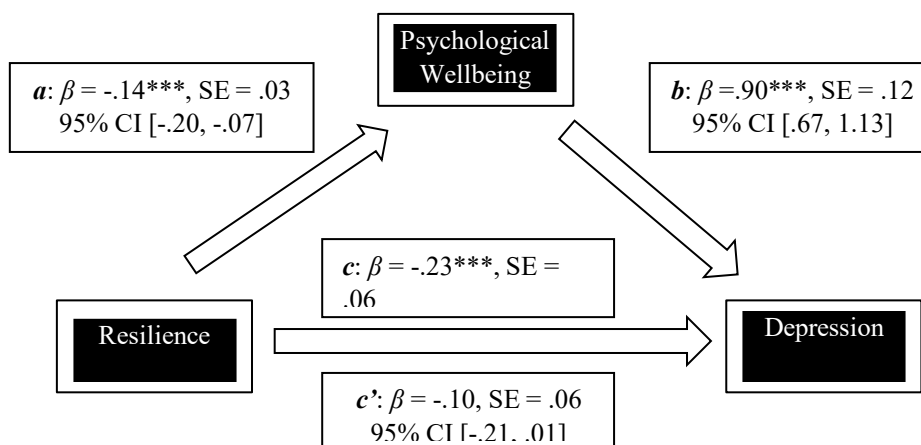 Psychological
Wellbeing
a: β = -.14***, SE = .03
95% CI [-.20, -.07]
b: β =.90***, SE = .12
95% CI [.67, 1.13]
c: β = -.23***, SE =
.06
Resilience
Depression
c’: β = -.10, SE = .06
95% CI [-.21, .01]